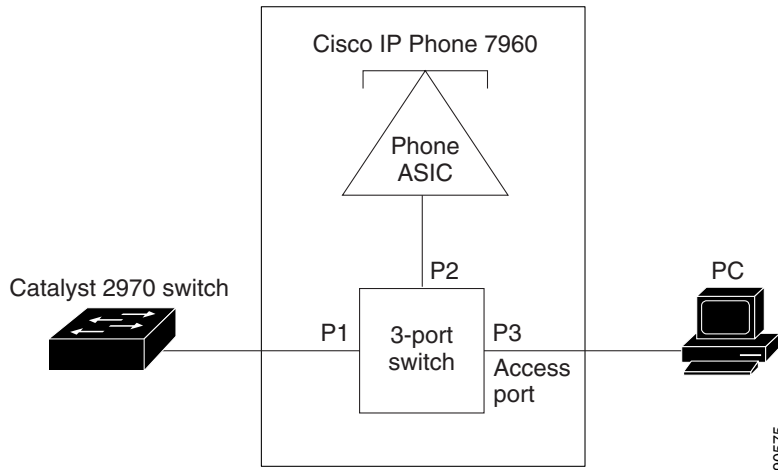 Cisco IP Phone 7960
Phone
ASIC
P2
PC
Catalyst 2970 switch
P1
3-port
switch
P3
Access
port